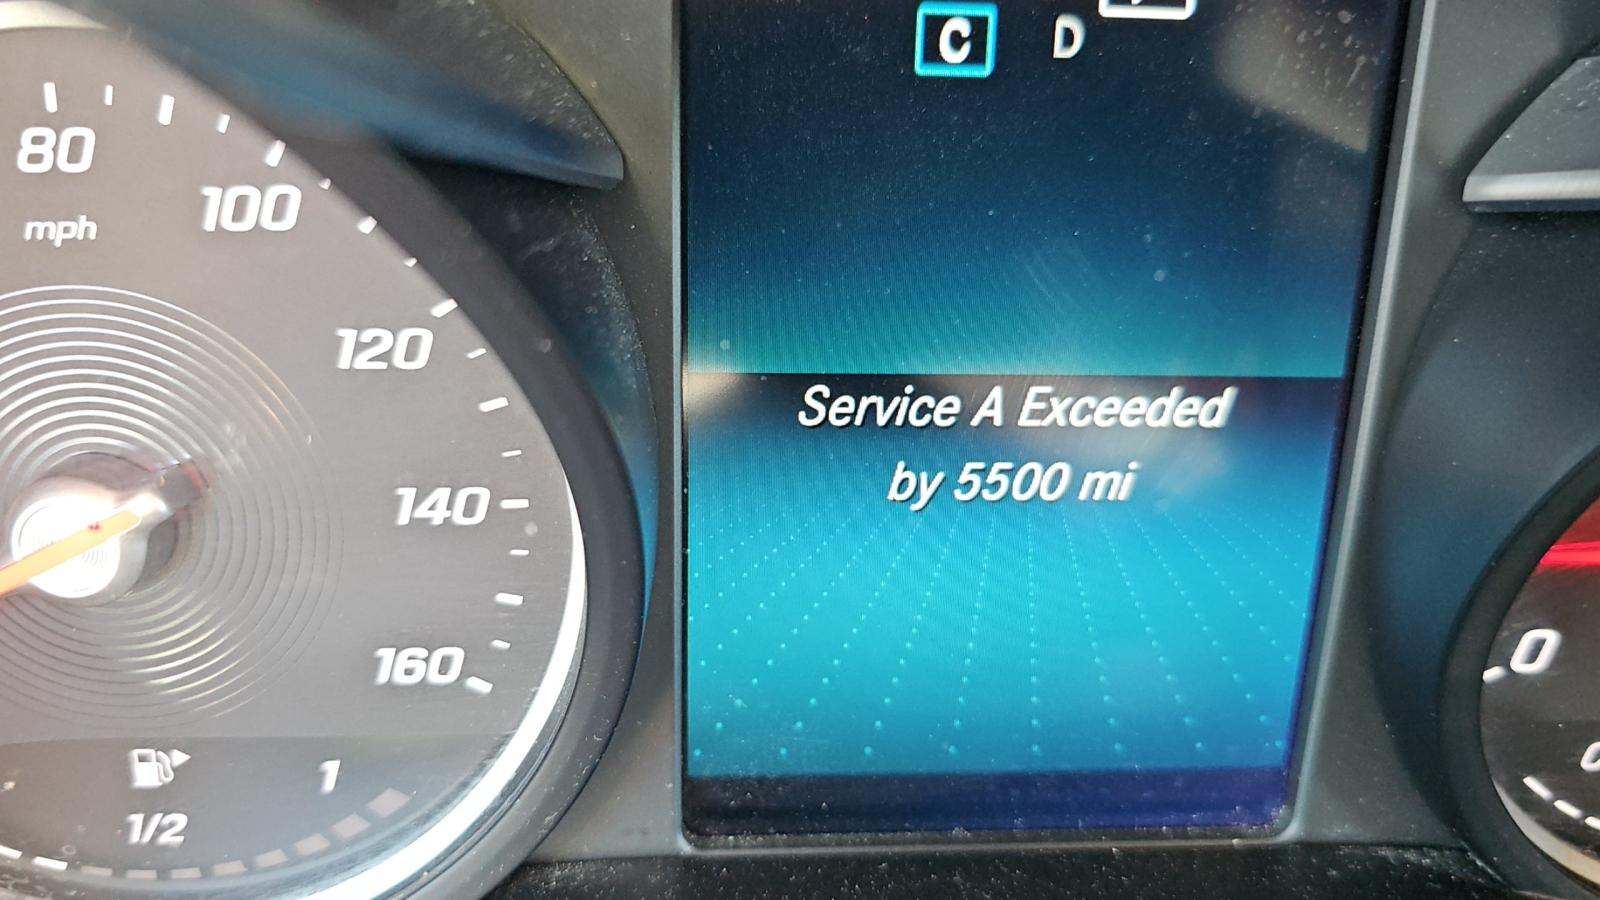 C D
80
mph
100
120
140
160
1/2
1
Service A Exceeded
by 5500 mi
0